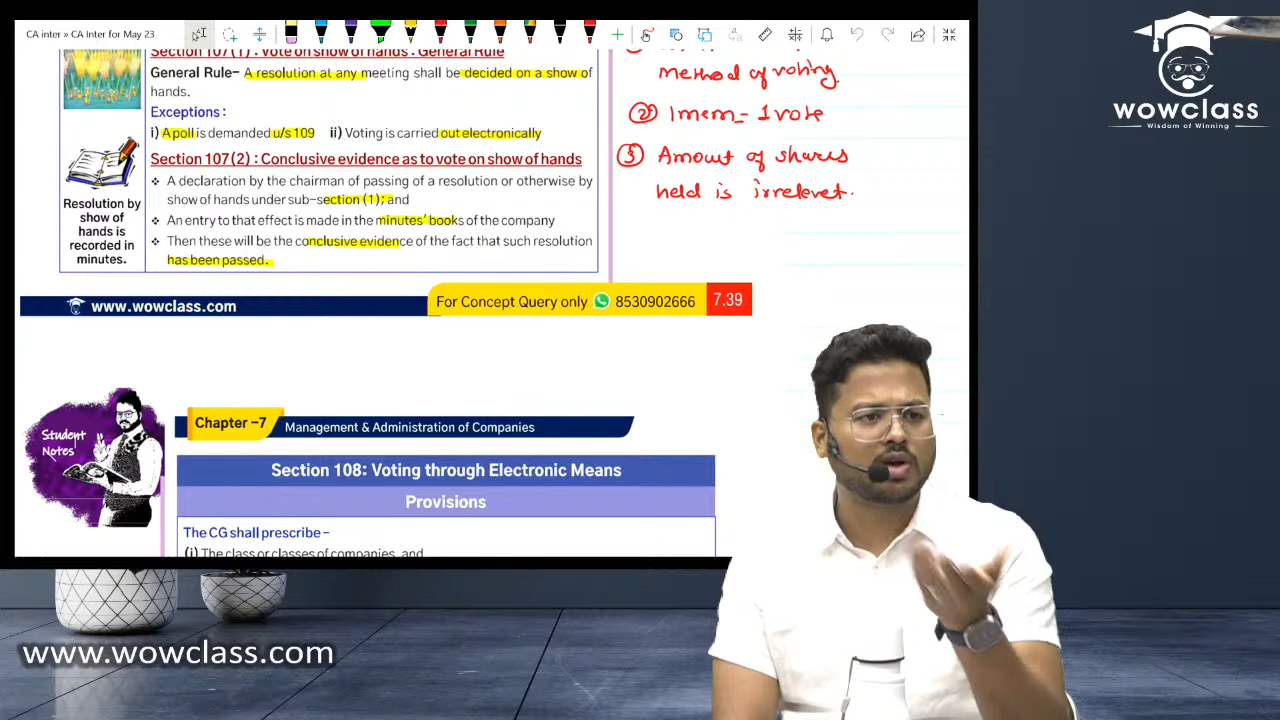 CA inter » CA Inter for May 23
Section 107(1) : Vote on show of hands : General Rule
General Rule– A resolution at any meeting shall be decided on a show of
hands.
Exceptions :
i) A poll is demanded u/s 109 ii) Voting is carried out electronically
Section 107(2) : Conclusive evidence as to vote on show of hands
❖ A declaration by the chairman of passing of a resolution or otherwise by
show of hands under sub-section (1); and
❖ An entry to that effect is made in the minutes' books of the company
❖ Then these will be the conclusive evidence of the fact that such resolution
has been passed.
Resolution by
show of
hands is
recorded in
minutes.
method of voting.
② 1 mem - 1 vote
③ Amount of shares
held is irrelevet.
www.wowclass.com
For Concept Query only 8530902666 7.39
Student
Notes
Chapter -7
Management & Administration of Companies
Section 108: Voting through Electronic Means
Provisions
The CG shall prescribe –
(i) The class or classes of companies, and
wowclass
Wisdom of Winning
www.wowclass.com